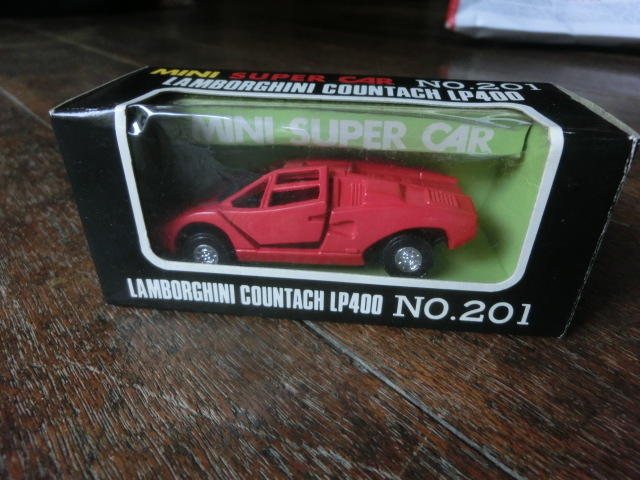 MINI SUPER CAR NO.201
LAMBORGHINI COUNTACH LP400
MINI SUPER CAR
LAMBORGHINI COUNTACH LP400 NO.201